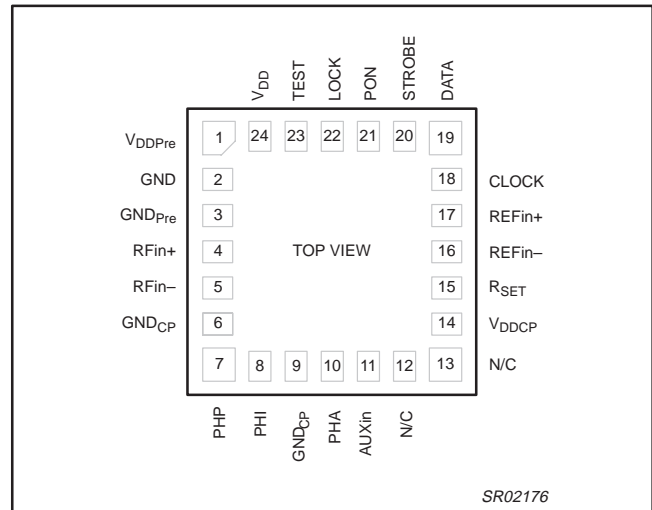 VDD
TEST
LOCK
PON
STROBE
DATA
VDDPre 1 24 23 22 21 20 19
GND 2 18 CLOCK
GNDPre 3 17 REFin+
RFin+ 4 TOP VIEW 16 REFin–
RFin– 5 15 RSET
GNDCP 6 14 VDDCP
7 8 9 10 11 12 13 N/C
PHP
PHI
GNDCP
PHA
AUXin
N/C
SR02176